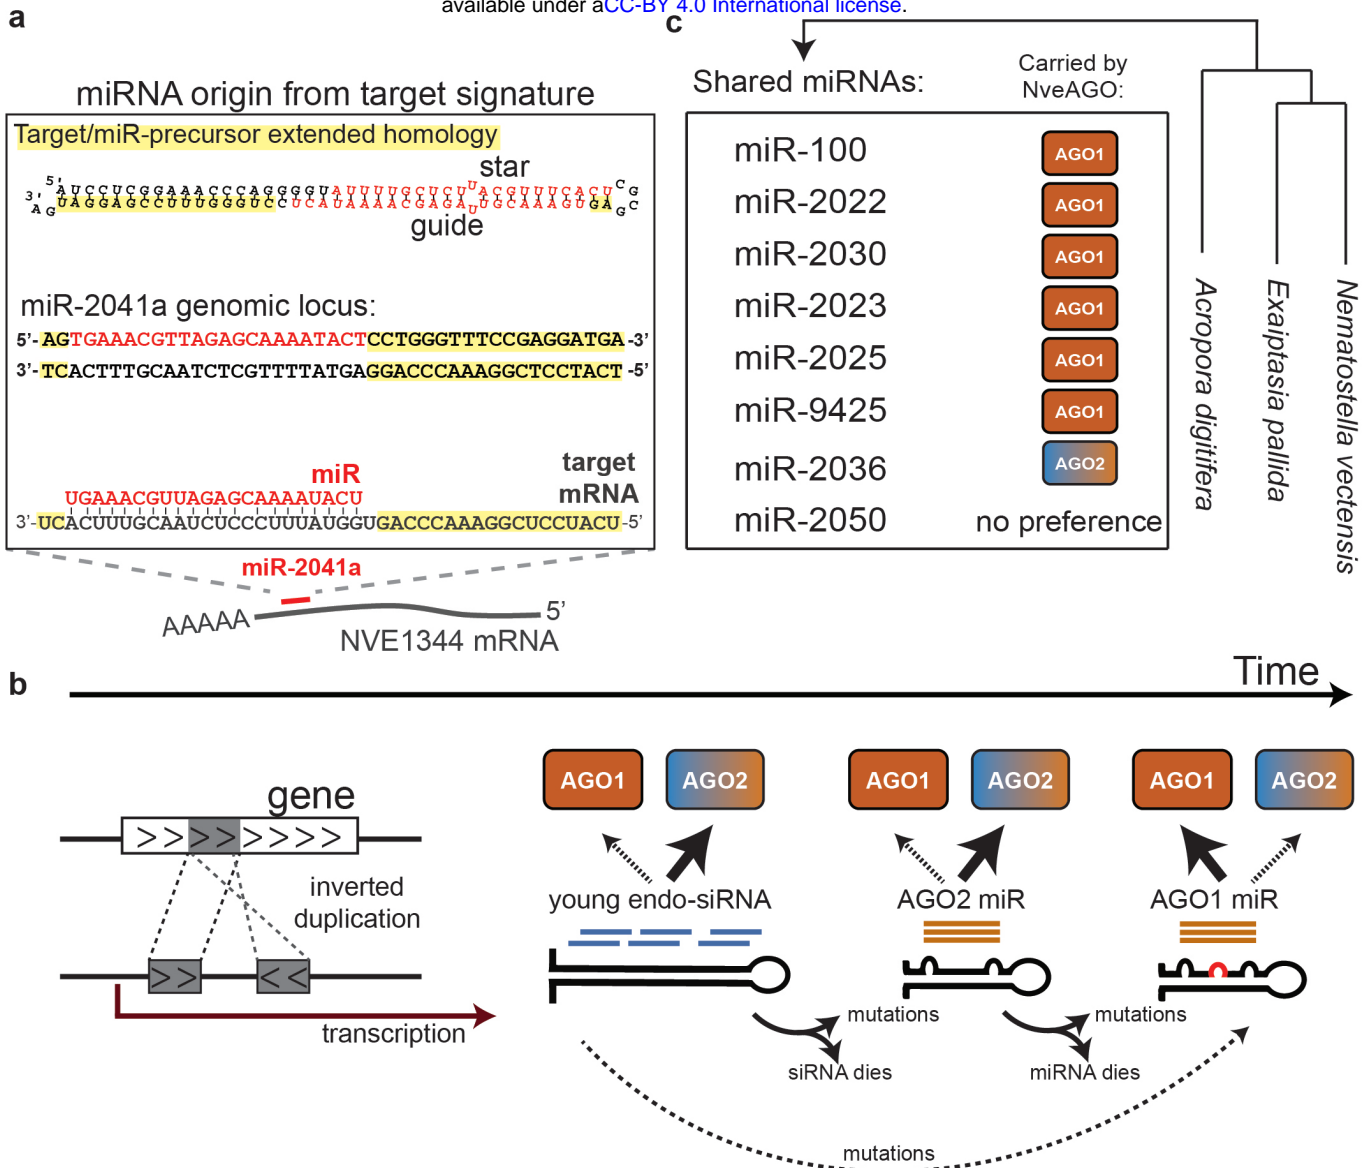 available under aCC-BY 4.0 International license.
a
miRNA origin from target signature
Target/miR-precursor extended homology
star
5'AUCCUCGGAAACCCAGGGGUAUUUUGCUCUUACGUUUCACUCG
3'AGUAGGAGCCUUUGGGUCCUCAUAAAACGAGAUUGCAAAGUGAGC
guide
miR-2041a genomic locus:
5'-AGTGAAACGTTAGAGCAAAATACTCCTGGGTTTCCGAGGATGA-3'
3'-TCACTTTGCAATCTCGTTTTATGAGGACCCAAAGGCTCCTACT-5'
miR
target
mRNA
UGAAACGUUAGAGCAAAAUACU
3'-UCACUUUGCAAUCUCCCUUUAUGGUGACCCAAAGGCUCCUACU-5'
miR-2041a
AAAAA
5’
NVE1344 mRNA
c
Shared miRNAs:
Carried by
NveAGO:
miR-100 AGO1
miR-2022 AGO1
miR-2030 AGO1
miR-2023 AGO1
miR-2025 AGO1
miR-9425 AGO1
miR-2036 AGO2
miR-2050 no preference
Acropora digitifera
Exaiptasia pallida
Nematostella vectensis
b
Time
gene
>>>>>>>>
inverted
duplication
>> <<
transcription
AGO1 AGO2
young endo-siRNA
AGO1 AGO2
AGO2 miR
AGO1 AGO2
AGO1 miR
mutations
siRNA dies
mutations
miRNA dies
mutations